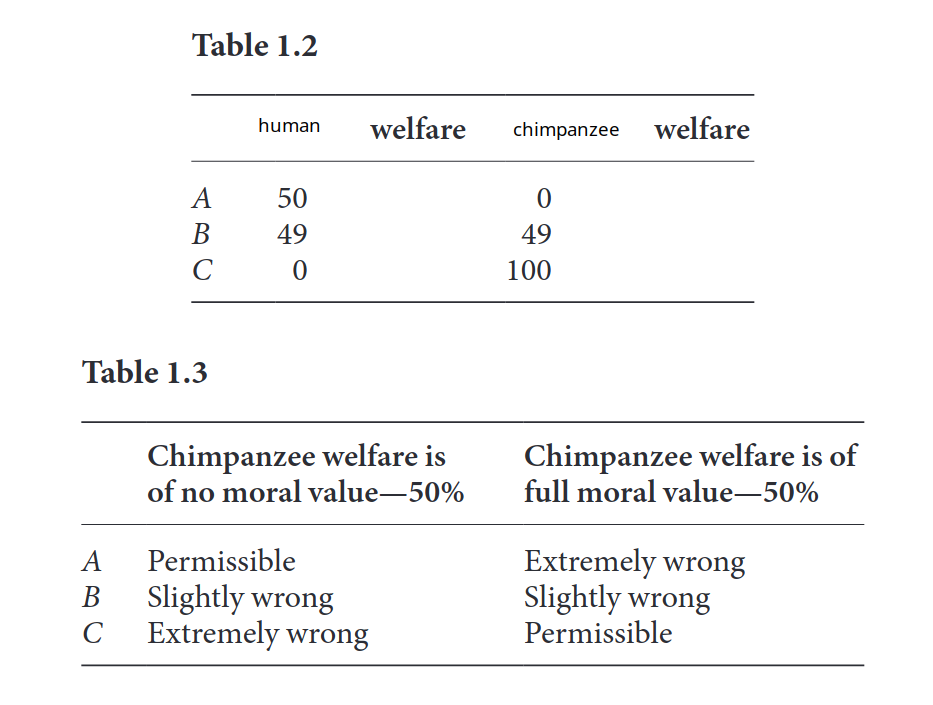 Table 1.2
human welfare chimpanzee welfare
A 50 0
B 49 49
C 0 100
Table 1.3
Chimpanzee welfare is Chimpanzee welfare is of
of no moral value—50% full moral value—50%
A Permissible Extremely wrong
B Slightly wrong Slightly wrong
C Extremely wrong Permissible